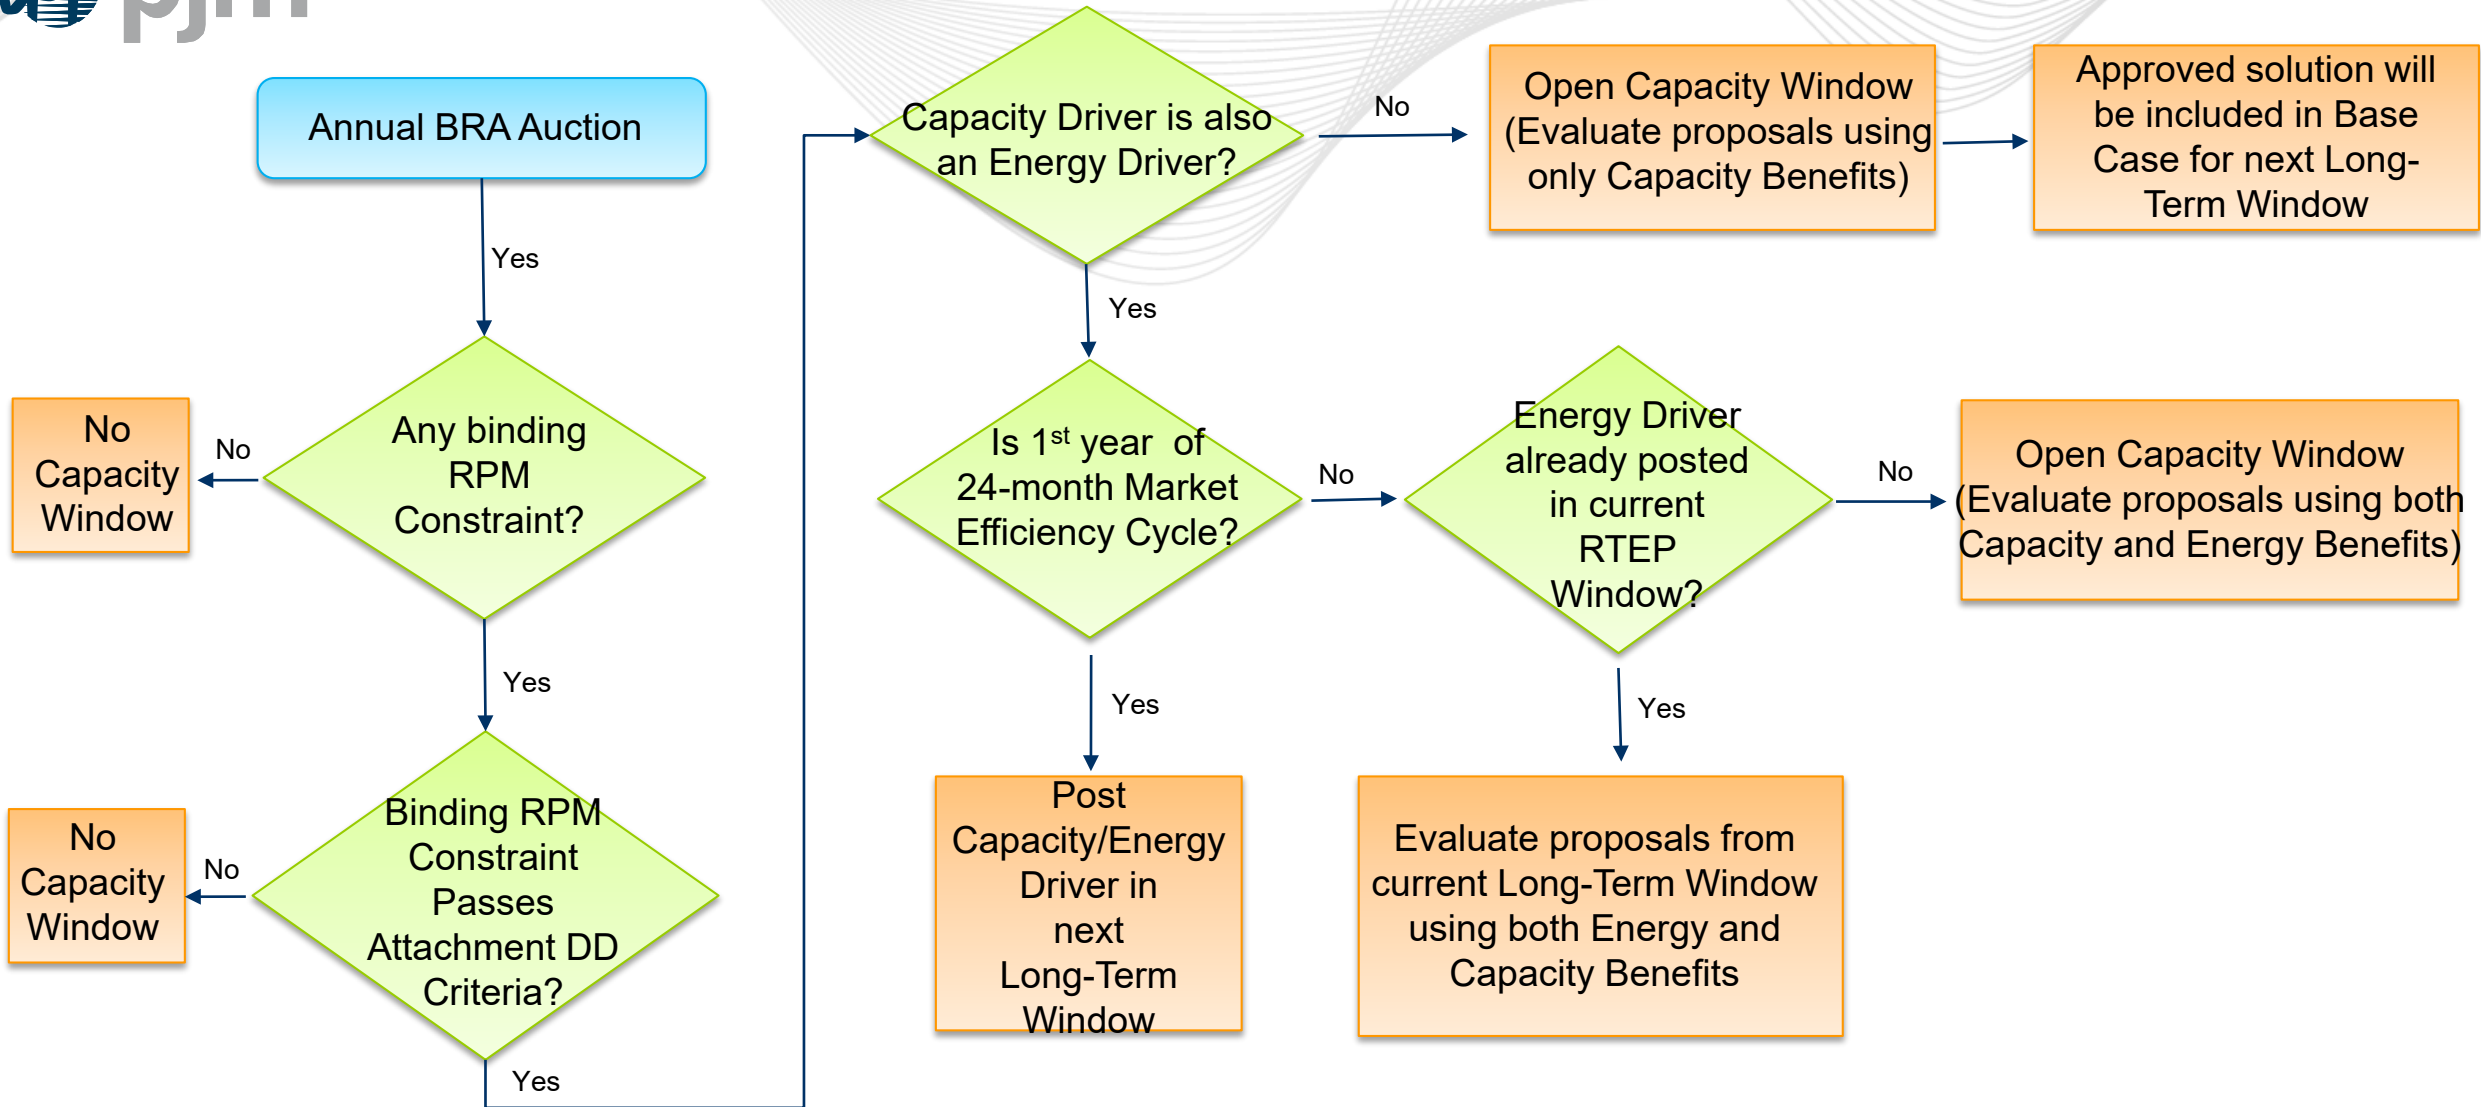 pjm
Annual BRA Auction
Yes
Any binding
RPM
Constraint?
No
No
Capacity
Window
Yes
Binding RPM
Constraint
Passes
Attachment DD
Criteria?
No
No
Capacity
Window
Yes
Capacity Driver is also
an Energy Driver?
No
Open Capacity Window
(Evaluate proposals using
only Capacity Benefits)
Approved solution will
be included in Base
Case for next Long-
Term Window
Yes
Is 1st year of
24-month Market
Efficiency Cycle?
No
Energy Driver
already posted
in current
RTEP
Window?
No
Open Capacity Window
(Evaluate proposals using both
Capacity and Energy Benefits)
Yes
Post
Capacity/Energy
Driver in
next
Long-Term
Window
Yes
Evaluate proposals from
current Long-Term Window
using both Energy and
Capacity Benefits